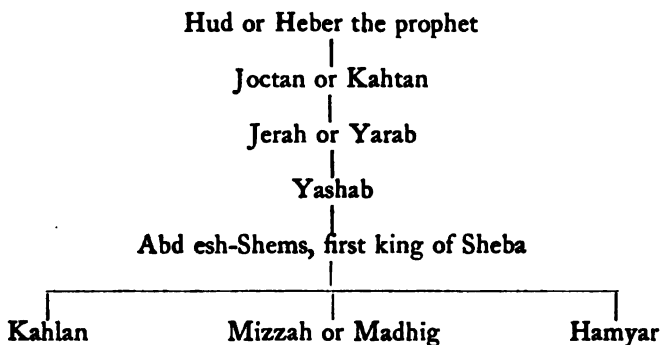 Hud or Heber the prophet
Joctan or Kahtan
Jerah or Yarab
Yashab
Abd esh-Shems, first king of Sheba
Kahlan Mizzah or Madhig Hamyar